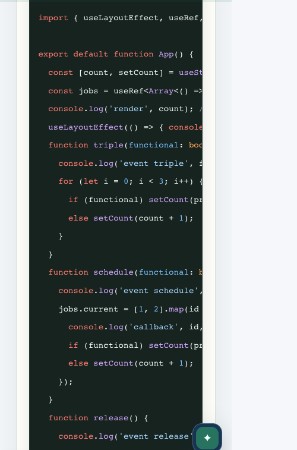 import { useLayoutEffect, useRef,
export default function App() {
const [count, setCount] = useSt
const jobs = useRef<Array<() =>
console.log('render', count); /
useLayoutEffect(() => { console
function triple(functional: boo
console.log('event triple', f
for (let i = 0; i < 3; i++) {
if (functional) setCount(pr
else setCount(count + 1);
}
}
function schedule(functional: b
console.log('event schedule',
jobs.current = [1, 2].map(id
console.log('callback', id,
if (functional) setCount(pr
else setCount(count + 1);
});
}
function release() {
console.log('event release'